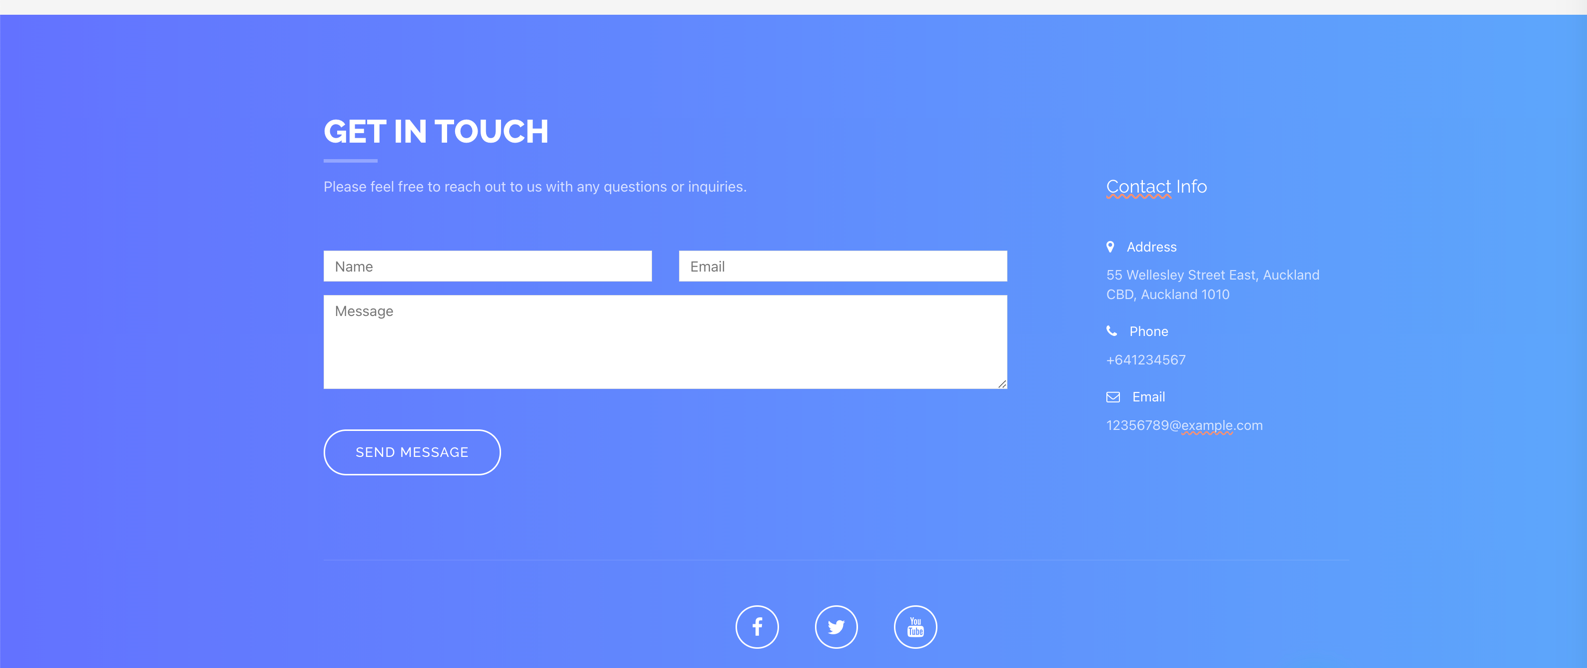 GET IN TOUCH
Please feel free to reach out to us with any questions or inquiries.
Name
Email
Message
SEND MESSAGE
Contact Info
Address
55 Wellesley Street East, Auckland
CBD, Auckland 1010
Phone
+641234567
Email
12356789@example.com
You
Tube